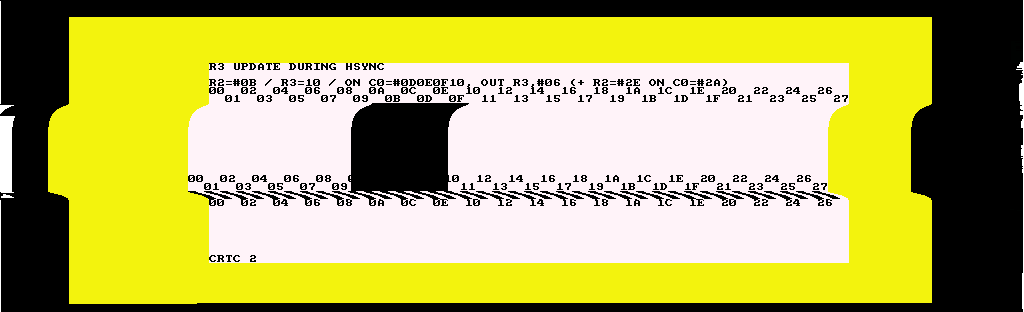 R3 UPDATE DURING HSYNC
R2=#0B / R3=10 / ON C0=#0D0E0F10, OUT R3,#06 (+ R2=#2E ON C0=#2A)
00 02 04 06 08 0A 0C 0E 10 12 14 16 18 1A 1C 1E 20 22 24 26
01 03 05 07 09 0B 0D 0F 11 13 15 17 19 1B 1D 1F 21 23 25 27
00 02 04 06 08 10 12 14 16 18 1A 1C 1E 20 22 24 26
01 03 05 07 09 11 13 15 17 19 1B 1D 1F 21 23 25 27
00 02 04 06 08 0A 0C 0E 10 12 14 16 18 1A 1C 1E 20 22 24 26
CRTC 2